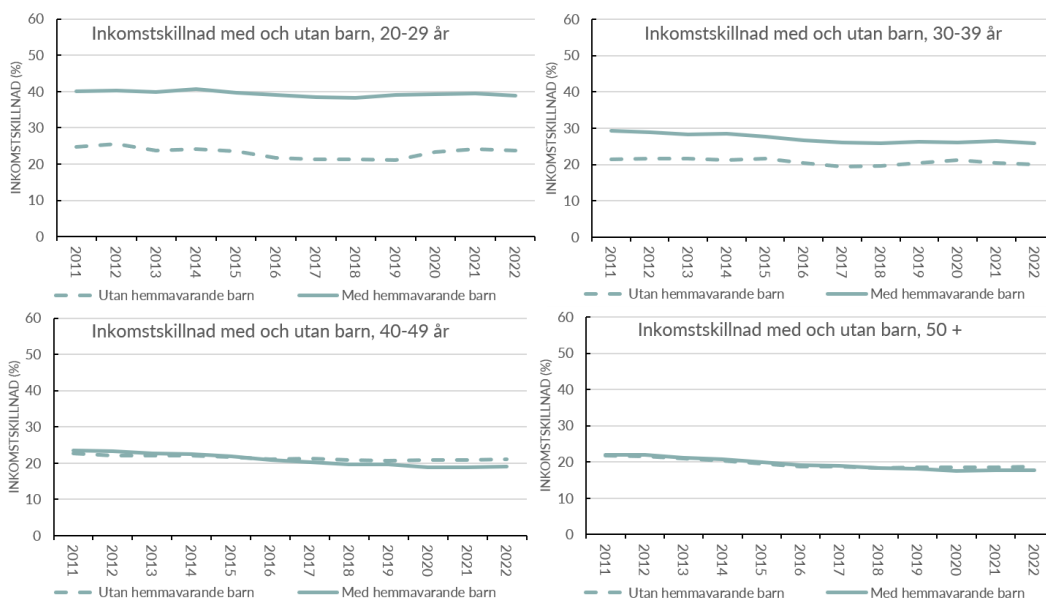 Inkomstskillnad med och utan barn, 20-29 år
INKOMSTSKILLNAD (%)
60
50
40
30
20
10
0
2011 2012 2013 2014 2015 2016 2017 2018 2019 2020 2021 2022
Utan hemmavarande barn Med hemmavarande barn
Inkomstskillnad med och utan barn, 30-39 år
INKOMSTSKILLNAD (%)
60
50
40
30
20
10
0
2011 2012 2013 2014 2015 2016 2017 2018 2019 2020 2021 2022
Utan hemmavarande barn Med hemmavarande barn
Inkomstskillnad med och utan barn, 40-49 år
INKOMSTSKILLNAD (%)
60
50
40
30
20
10
0
2011 2012 2013 2014 2015 2016 2017 2018 2019 2020 2021 2022
Utan hemmavarande barn Med hemmavarande barn
Inkomstskillnad med och utan barn, 50 +
INKOMSTSKILLNAD (%)
60
50
40
30
20
10
0
2011 2012 2013 2014 2015 2016 2017 2018 2019 2020 2021 2022
Utan hemmavarande barn Med hemmavarande barn